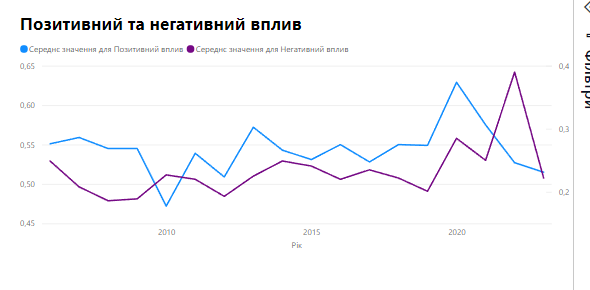 Позитивний та негативний вплив
Середнє значення для Позитивний вплив Середнє значення для Негативний вплив
0,65
0,60
0,55
0,50
0,45
0,4
0,3
0,2
2010
2015
2020
Рік
Фільтри